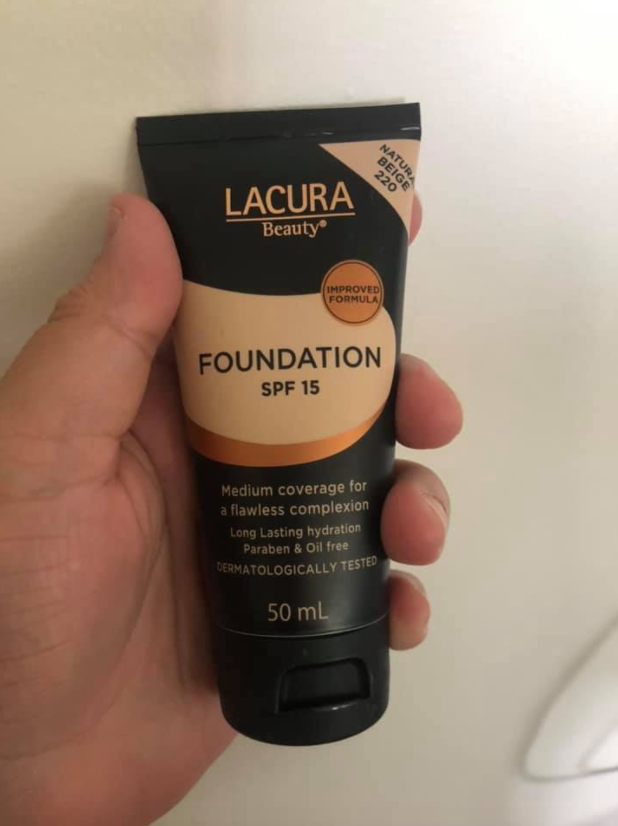 NATURAL
BEIGE
220
LACURA
Beauty®
IMPROVED
FORMULA
FOUNDATION
SPF 15
Medium coverage for
a flawless complexion
Long Lasting hydration
Paraben & Oil free
DERMATOLOGICALLY TESTED
50 mL